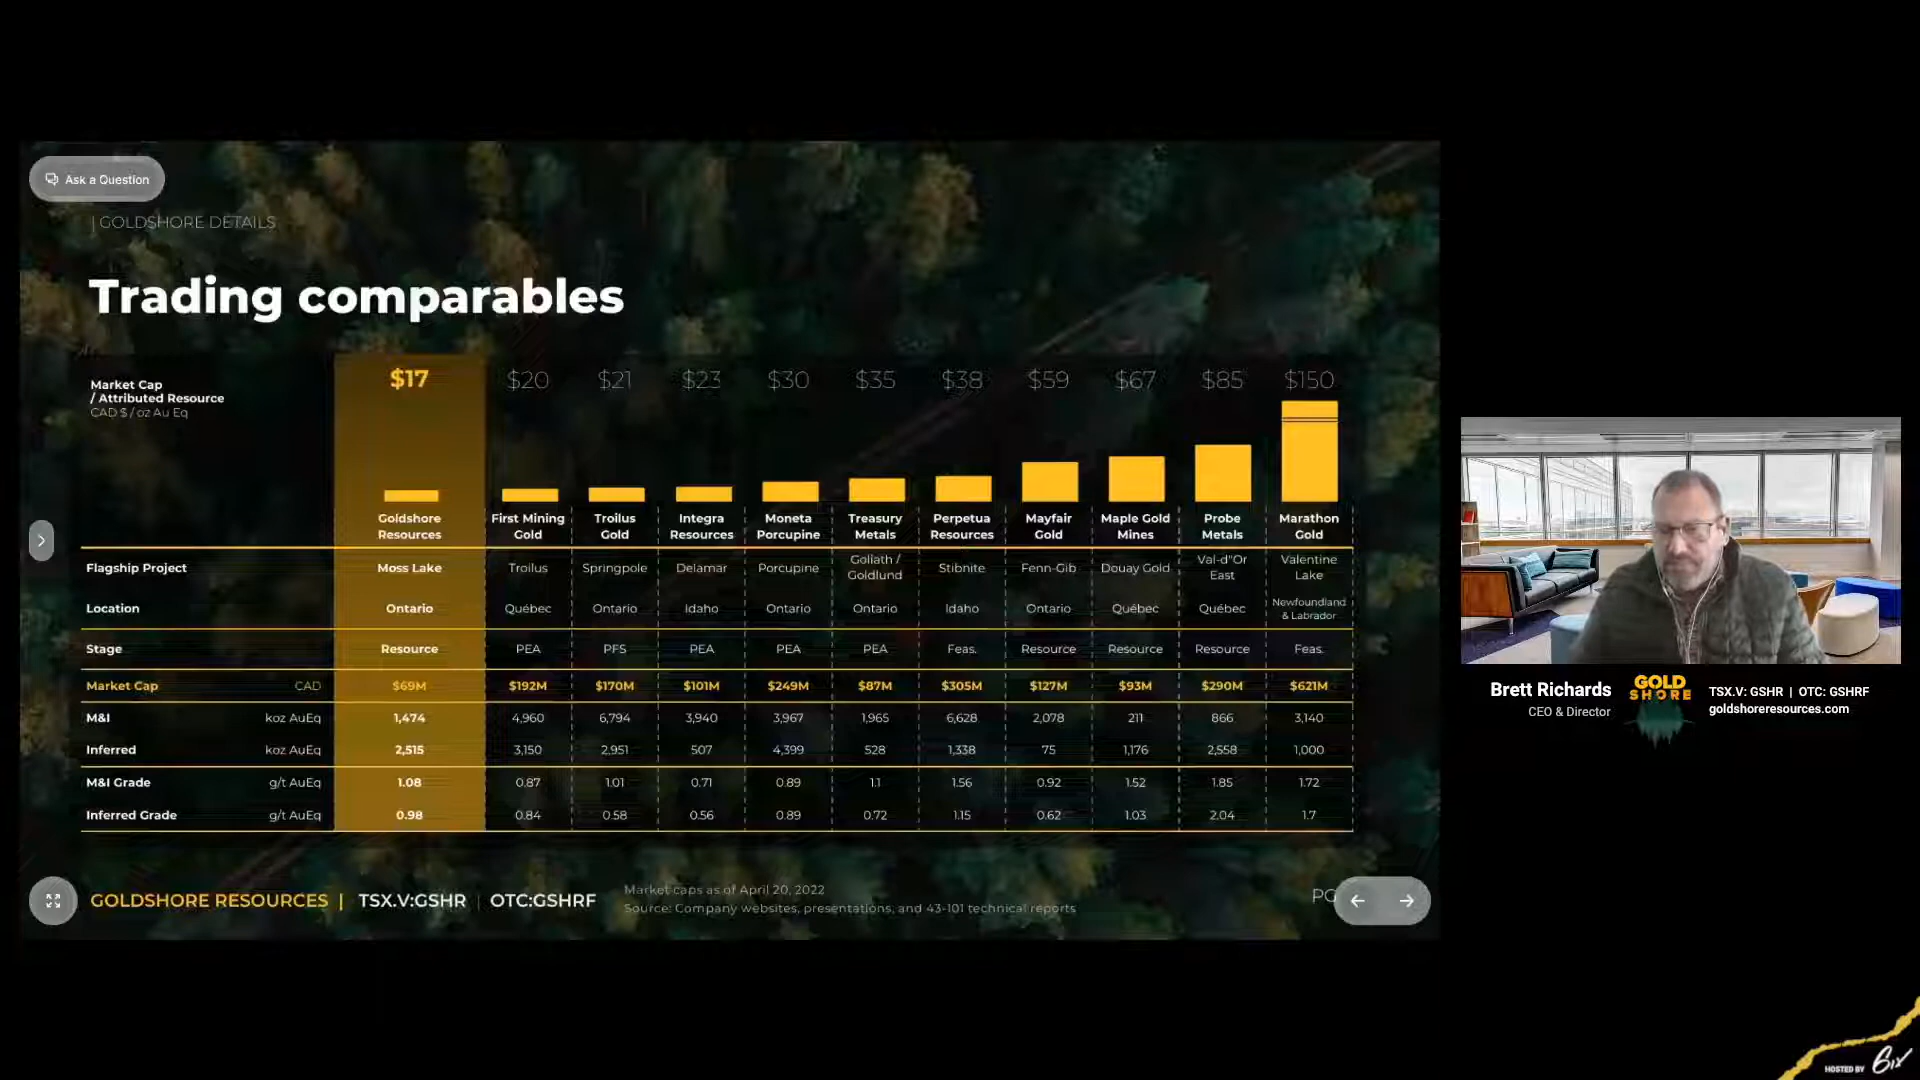 Ask a Question
| GOLDSHORE DETAILS
Trading comparables
Market Cap
/ Attributed Resource
CAD $ / oz Au Eq
$17 $20 $21 $23 $30 $35 $38 $59 $67 $85 $150
Goldshore Resources First Mining Gold Troilus Gold Integra Resources Moneta Porcupine Treasury Metals Perpetua Resources Mayfair Gold Maple Gold Mines Probe Metals Marathon Gold
Flagship Project Moss Lake Troilus Springpole Delamar Porcupine Goliath / Goldlund Stibnite Fenn-Gib Douay Gold Val-d"Or East Valentine Lake
Location Ontario Québec Ontario Idaho Ontario Ontario Idaho Ontario Québec Québec Newfoundland & Labrador
Stage Resource PEA PFS PEA PEA PEA Feas. Resource Resource Resource Feas.
Market Cap CAD $69M $192M $170M $101M $249M $87M $305M $127M $93M $290M $621M
M&I koz AuEq 1,474 4,960 6,794 3,940 3,967 1,965 6,628 2,078 211 866 3,140
Inferred koz AuEq 2,515 3,150 2,951 507 4,399 528 1,338 75 1,176 2,558 1,000
M&I Grade g/t AuEq 1.08 0.87 1.01 0.71 0.89 1.1 1.56 0.92 1.52 1.85 1.72
Inferred Grade g/t AuEq 0.98 0.84 0.58 0.56 0.89 0.72 1.15 0.62 1.03 2.04 1.7
GOLDSHORE RESOURCES | TSX.V:GSHR | OTC:GSHRF
Market caps as of April 20, 2022
Source: Company websites, presentations, and 43-101 technical reports
PG
Brett Richards
CEO & Director
GOLD
SHORE
TSX.V: GSHR | OTC: GSHRF
goldshoreresources.com
HOSTED BY 6ix